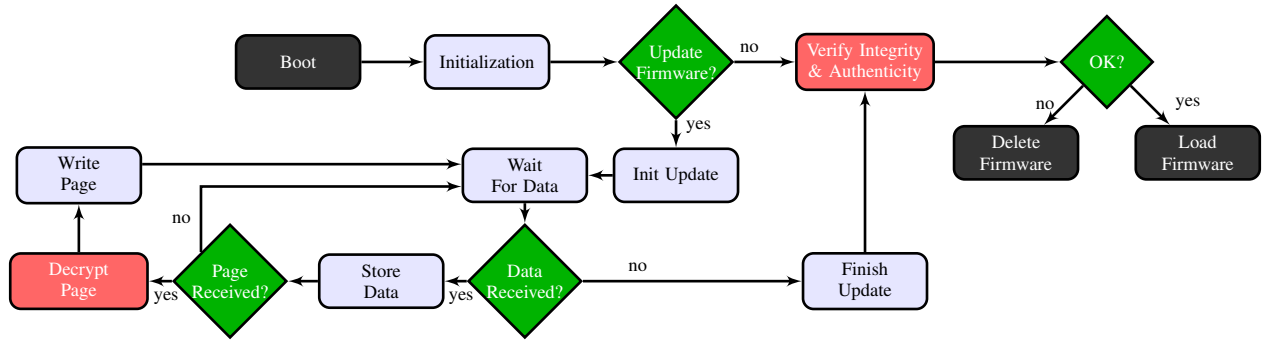 Boot
Initialization
Update
Firmware?
no
Verify Integrity
& Authenticity
OK?
no
yes
yes
Delete
Firmware
Load
Firmware
Write
Page
Wait
For Data
Init Update
no
Decrypt
Page
yes
Page
Received?
Store
Data
yes
Data
Received?
no
Finish
Update